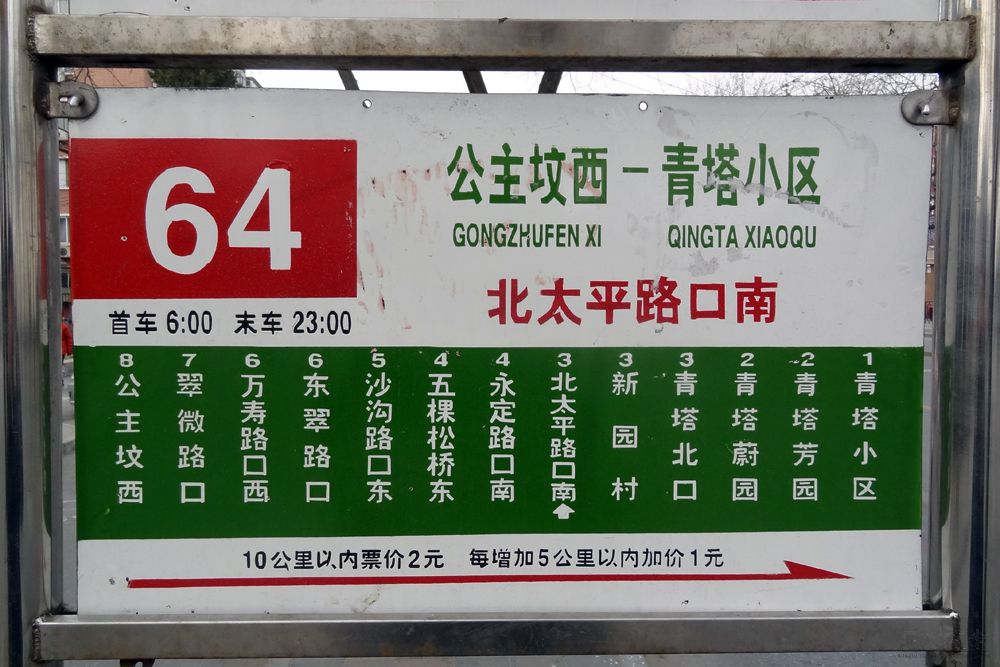 64
公主坟西－青塔小区
GONGZHUFEN XI QINGTA XIAOQU
北太平路口南
首车 6:00 末车 23:00
8 公主坟西
7 翠微路口
6 万寿路口西
6 东翠路口
5 沙沟路口东
4 五棵松桥东
4 永定路口南
3 北太平路口南
3 新园村
3 青塔北口
2 青塔蔚园
2 青塔芳园
1 青塔小区
10公里以内票价2元 每增加5公里以内加价1元